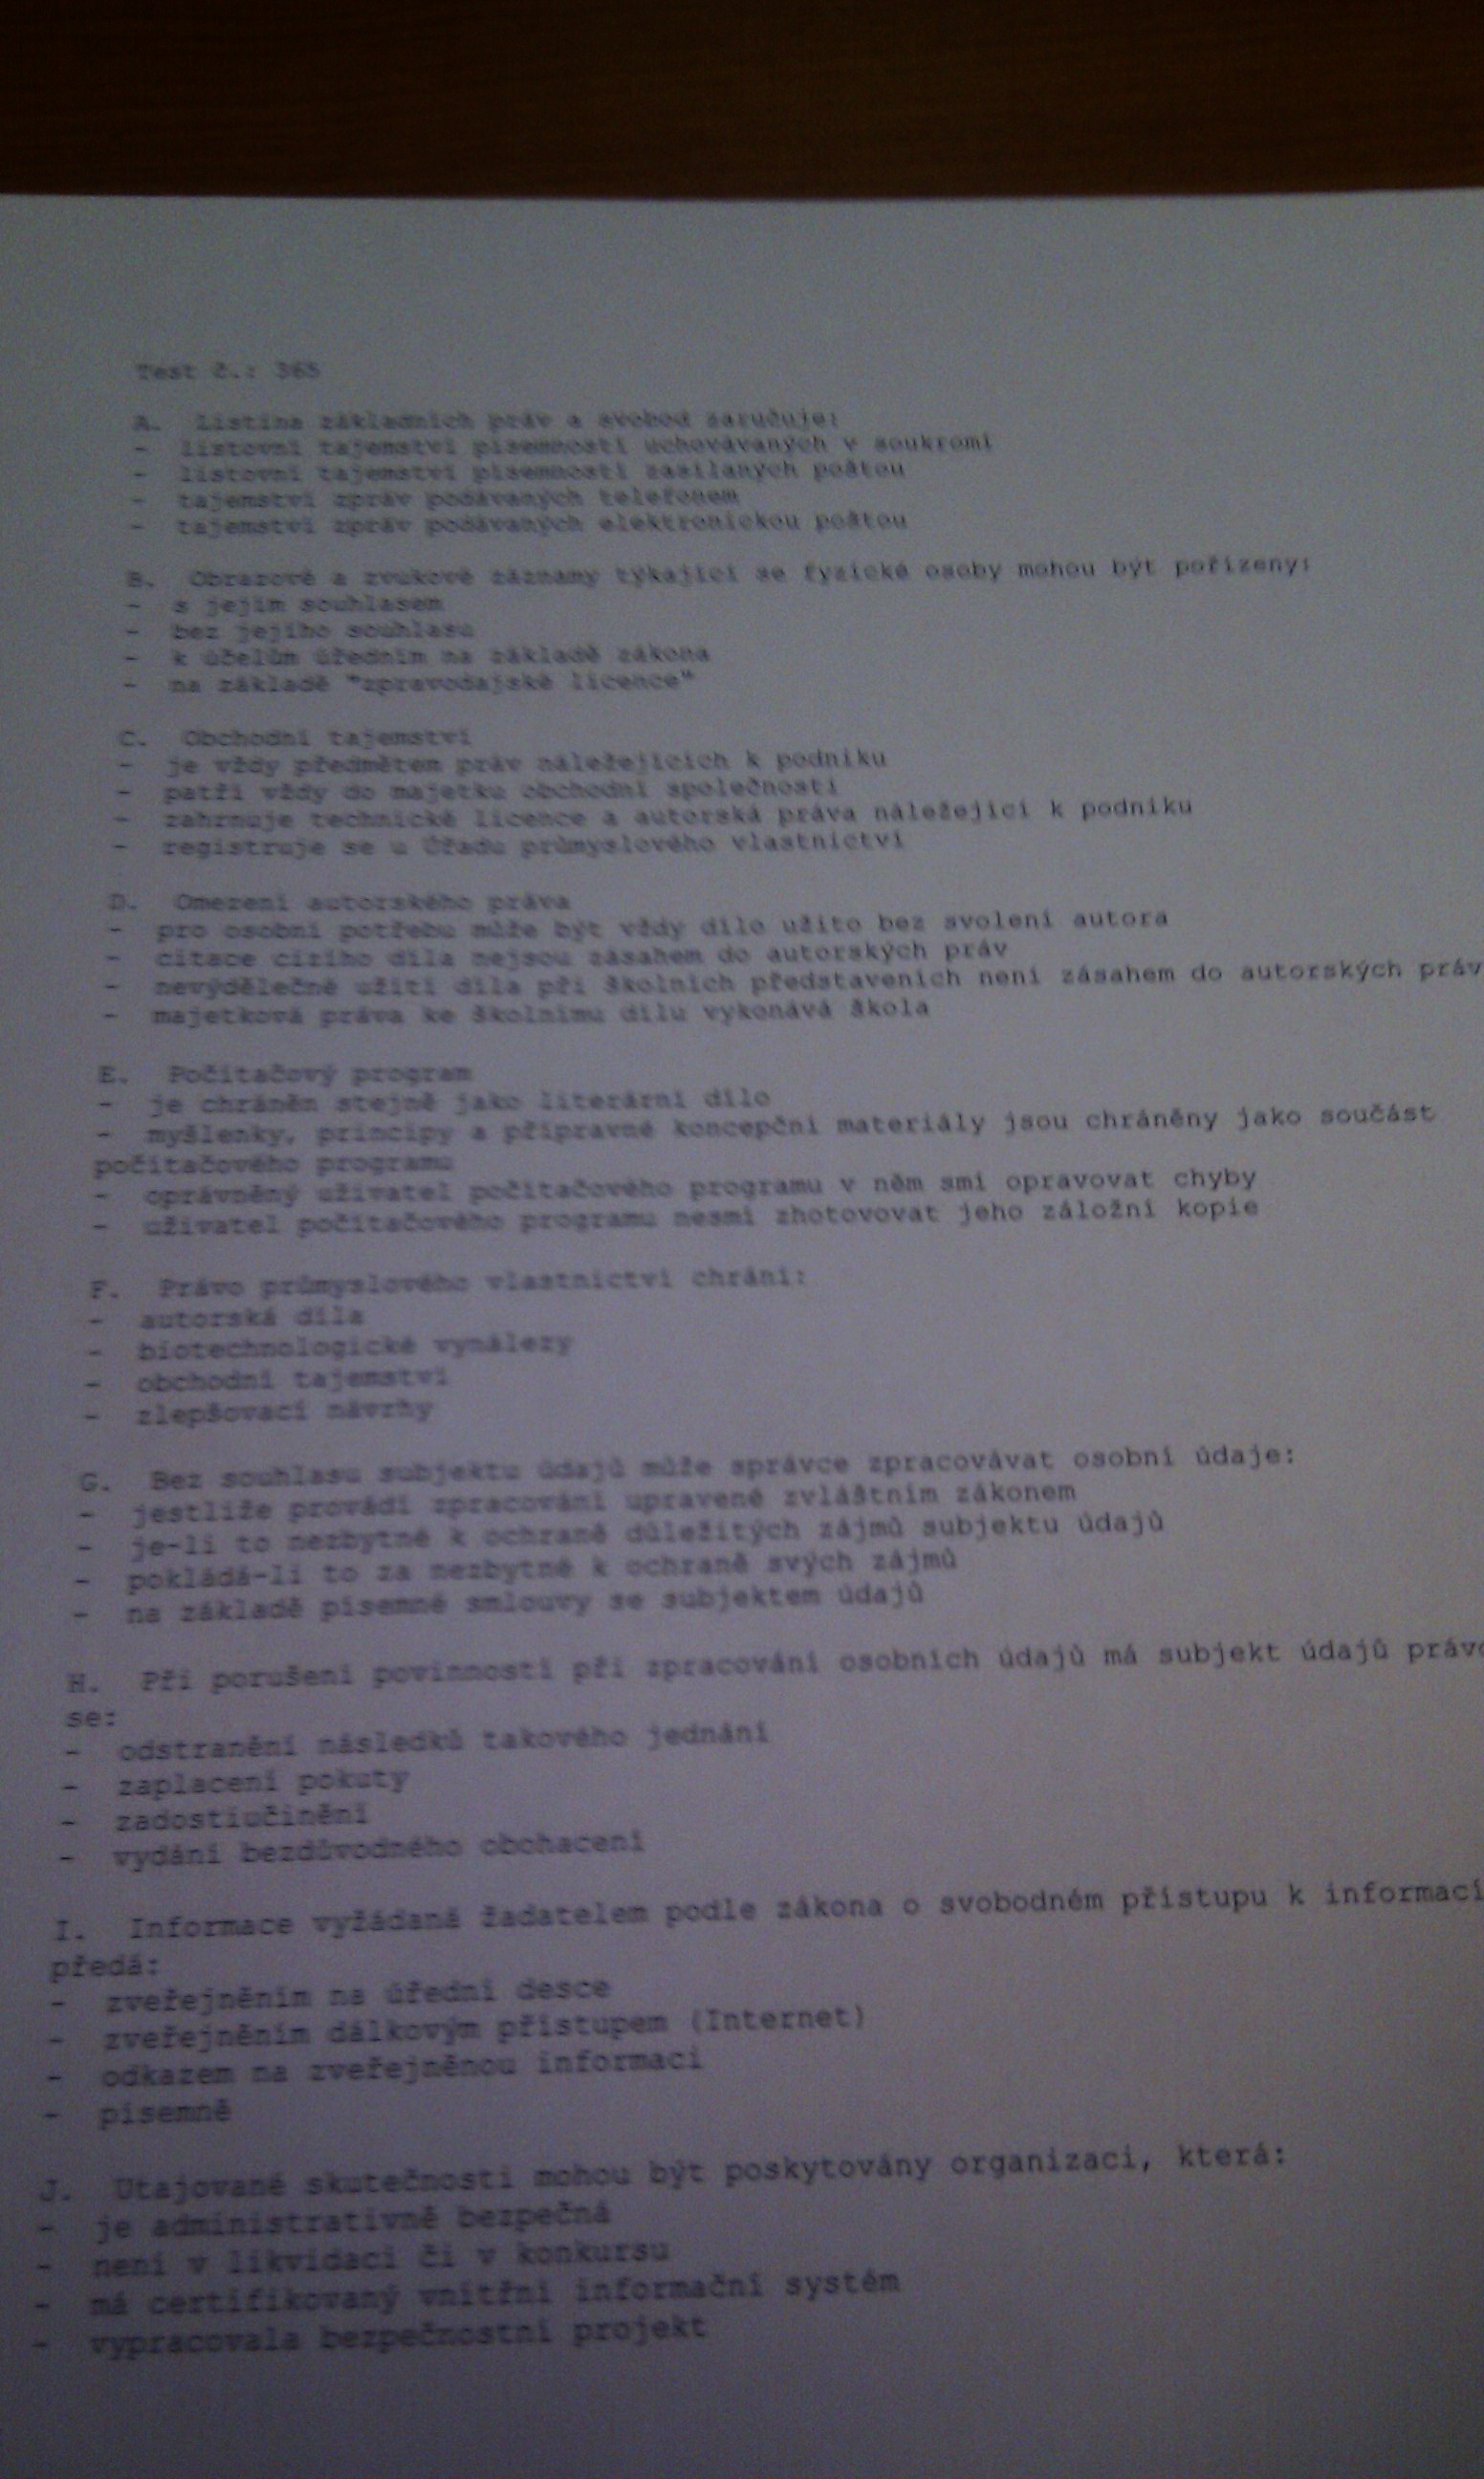 Test č.: 365
A. Listina základních práv a svobod zaručuje:
- listovní tajemství písemností uchovávaných v soukromí
- listovní tajemství písemností zasílaných poštou
- tajemství zpráv podávaných telefonem
- tajemství zpráv podávaných elektronickou poštou
B. Obrazové a zvukové záznamy týkající se fyzické osoby mohou být pořízeny:
- s jejím souhlasem
- bez jejího souhlasu
- k účelům úředním na základě zákona
- na základě "zpravodajské licence"
C. Obchodní tajemství
- je vždy předmětem práv náležejících k podniku
- patří vždy do majetku obchodní společnosti
- zahrnuje technické licence a autorská práva náležející k podniku
- registruje se u Úřadu průmyslového vlastnictví
D. Omezení autorského práva
- pro osobní potřebu může být vždy dílo užito bez svolení autora
- citace cizího díla nejsou zásahem do autorských práv
- nevýdělečné užití díla při školních představeních není zásahem do autorských práv
- majetková práva ke školnímu dílu vykonává škola
E. Počítačový program
- je chráněn stejně jako literární dílo
- myšlenky, principy a přípravné koncepční materiály jsou chráněny jako součást
počítačového programu
- oprávněný uživatel počítačového programu v něm smí opravovat chyby
- uživatel počítačového programu nesmí zhotovovat jeho záložní kopie
F. Právo průmyslového vlastnictví chrání:
- autorská díla
- biotechnologické vynálezy
- obchodní tajemství
- zlepšovací návrhy
G. Bez souhlasu subjektu údajů může správce zpracovávat osobní údaje:
- jestliže provádí zpracování upravené zvláštním zákonem
- je-li to nezbytné k ochraně důležitých zájmů subjektu údajů
- pokládá-li to za nezbytné k ochraně svých zájmů
- na základě písemné smlouvy se subjektem údajů
H. Při porušení povinností při zpracování osobních údajů má subjekt údajů právo
se:
- odstranění následků takového jednání
- zaplacení pokuty
- zadostiučinění
- vydání bezdůvodného obohacení
I. Informace vyžádaná žadatelem podle zákona o svobodném přístupu k informací
předá:
- zveřejněním na úřední desce
- zveřejněním dálkovým přístupem (Internet)
- odkazem na zveřejněnou informaci
- písemně
J. Utajované skutečnosti mohou být poskytovány organizaci, která:
- je administrativně bezpečná
- není v likvidaci či v konkursu
- má certifikovaný vnitřní informační systém
- vypracovala bezpečnostní projekt